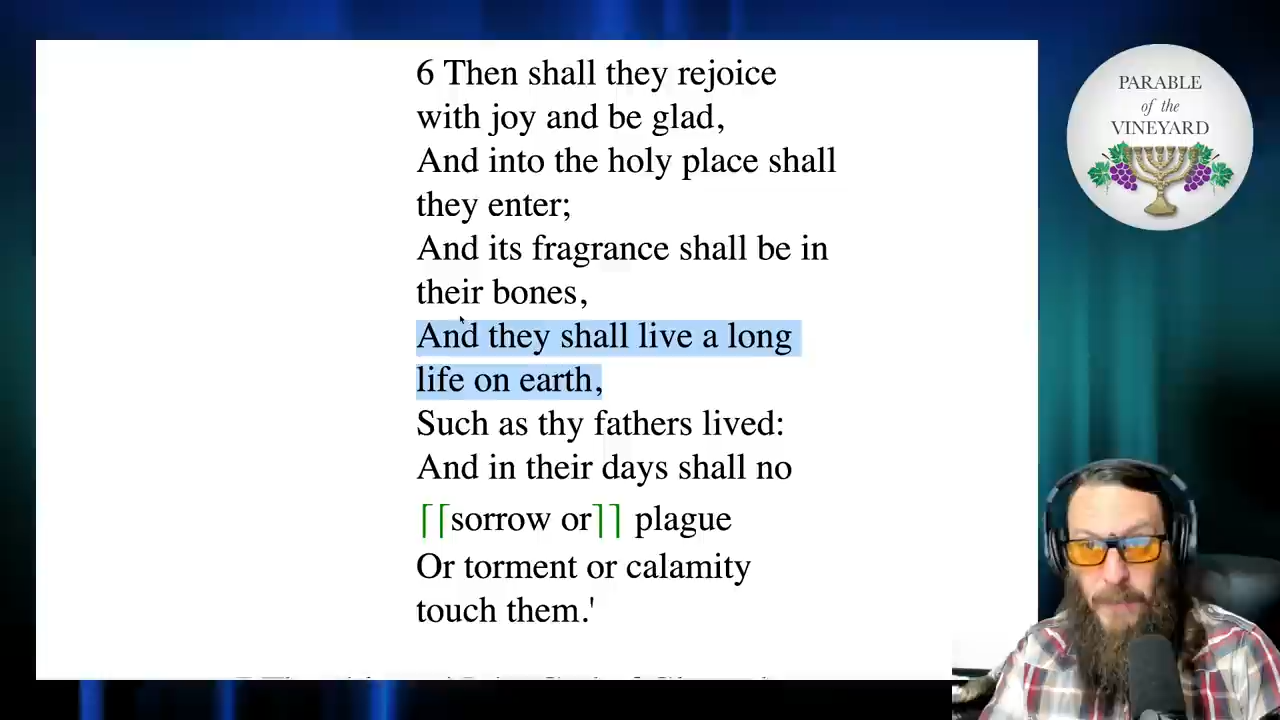 6 Then shall they rejoice
with joy and be glad,
And into the holy place shall
they enter;
And its fragrance shall be in
their bones,
And they shall live a long
life on earth,
Such as thy fathers lived:
And in their days shall no
⌈⌈sorrow or⌉⌉ plague
Or torment or calamity
touch them.'
PARABLE
of the
VINEYARD